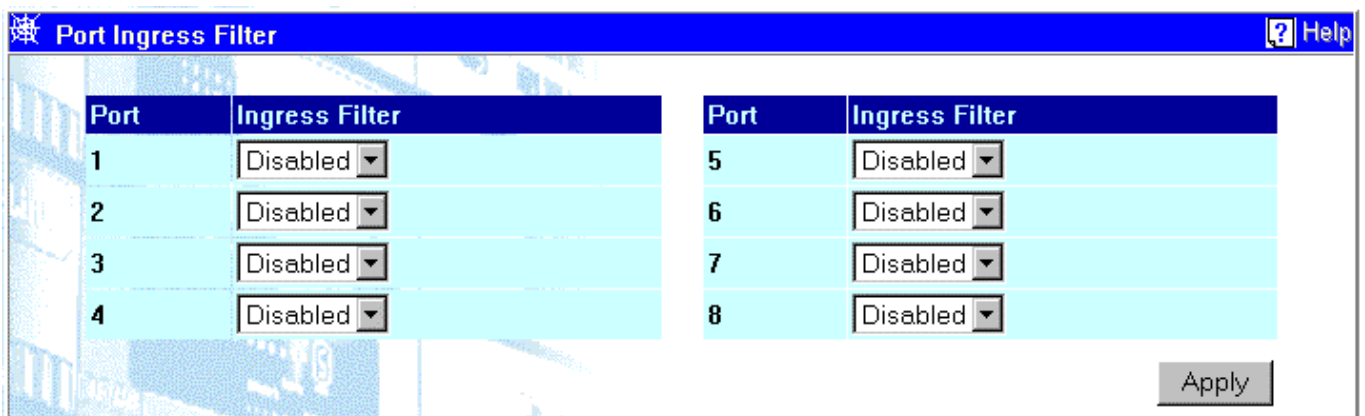 Port Ingress Filter
? Help
Port Ingress Filter
1 Disabled
2 Disabled
3 Disabled
4 Disabled
Port Ingress Filter
5 Disabled
6 Disabled
7 Disabled
8 Disabled
Apply